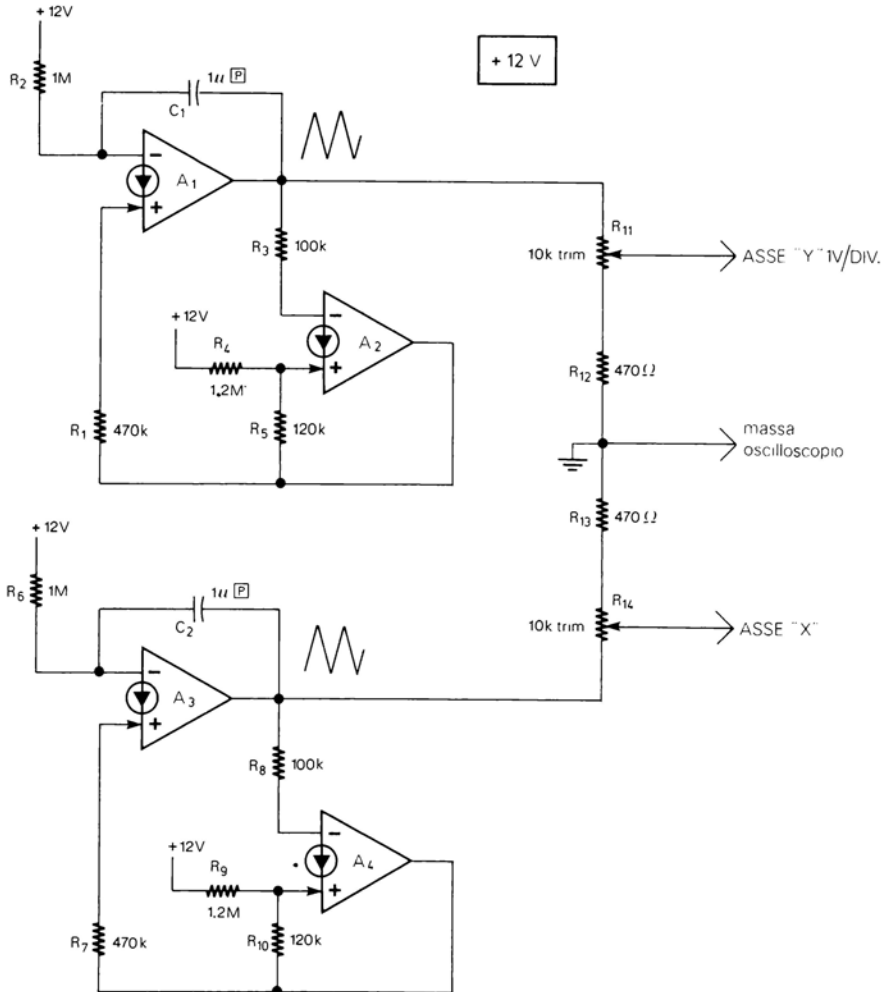 +12V
R2 1M
1u P
C1
+ 12 V
−
A1
+
R3 100k
R11
10k trim
ASSE "Y" 1V/DIV.
+12V
R4
1.2M
−
A2
+
R1 470k
R5 120k
R12 470Ω
massa
oscilloscopio
R13 470Ω
+12V
R6 1M
1u P
C2
−
A3
+
R14
10k trim
ASSE "X"
R8 100k
+12V
R9
1.2M
−
A4
+
R7 470k
R10 120k